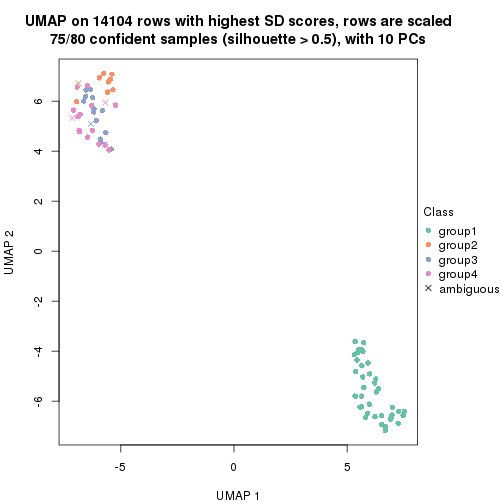 UMAP on 14104 rows with highest SD scores, rows are scaled
75/80 confident samples (silhouette > 0.5), with 10 PCs
UMAP 2
6
4
2
0
-2
-4
-6
-5
0
5
UMAP 1
Class
group1
group2
group3
group4
ambiguous